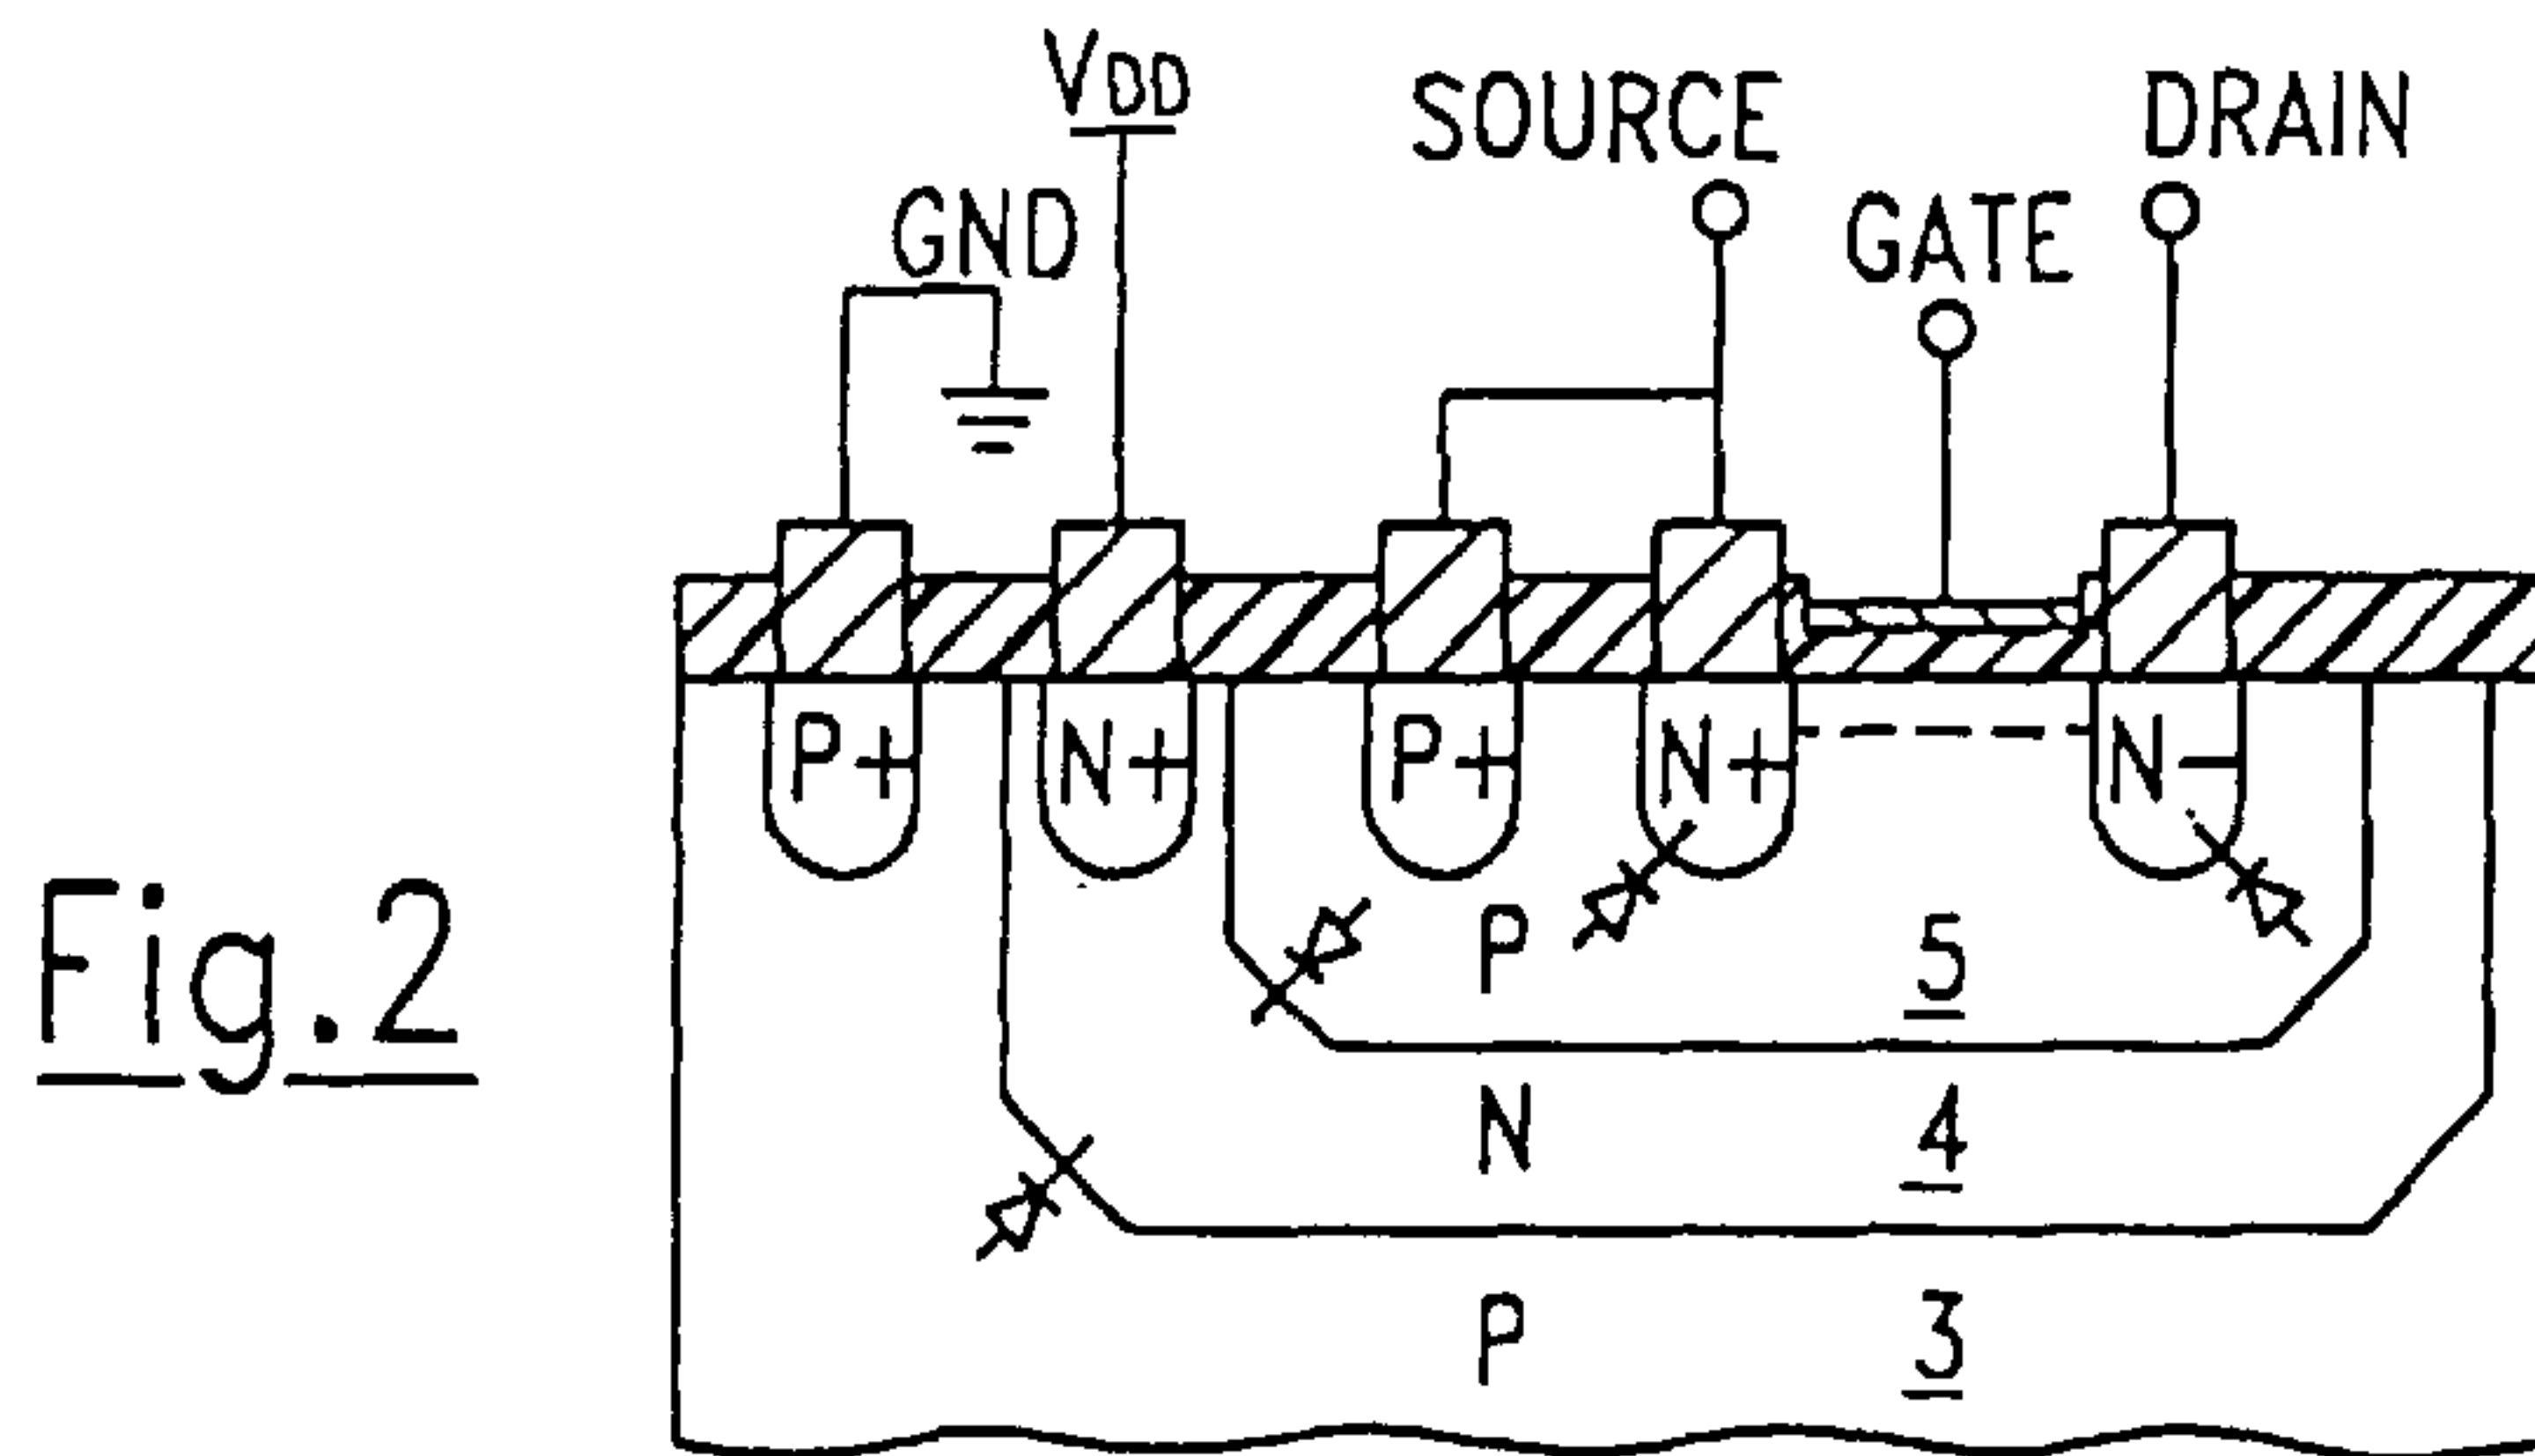 VDD
SOURCE
DRAIN
GND
GATE
P+ N+ P+ N+ N-
P 5
Fig.2
N 4
P 3